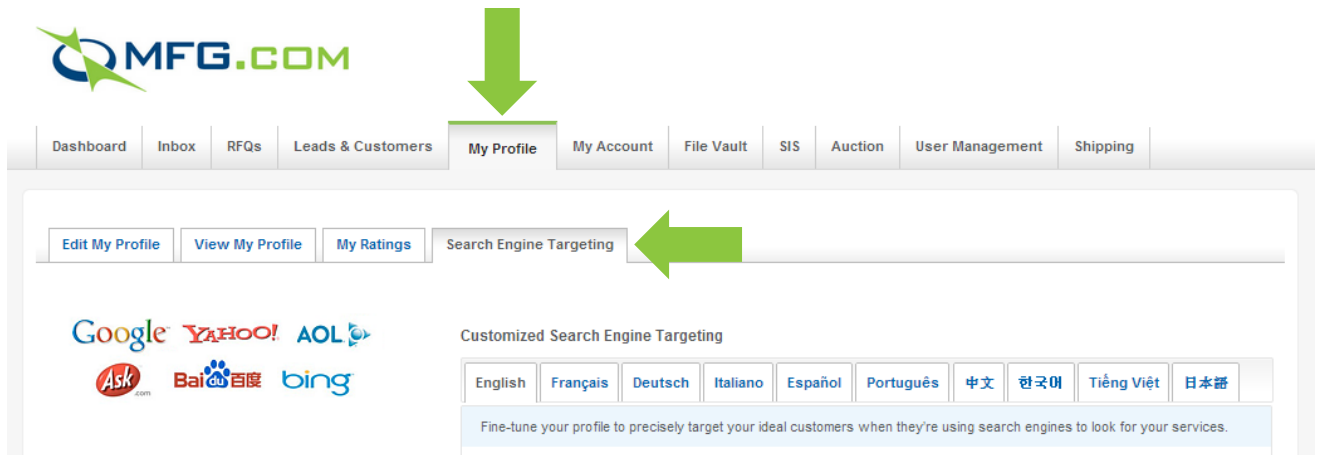 MFG.COM
Dashboard Inbox RFQs Leads & Customers My Profile My Account File Vault SIS Auction User Management Shipping
Edit My Profile View My Profile My Ratings Search Engine Targeting
Google YAHOO! AOL
Ask.com Bai du 百度 bing
Customized Search Engine Targeting
English Français Deutsch Italiano Español Português 中文 한국어 Tiếng Việt 日本語
Fine-tune your profile to precisely target your ideal customers when they're using search engines to look for your services.